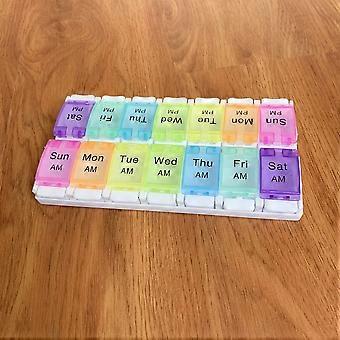 Sat PM
Fri PM
Thu PM
Wed PM
Tue PM
Mon PM
Sun PM
Sun AM
Mon AM
Tue AM
Wed AM
Thu AM
Fri AM
Sat AM